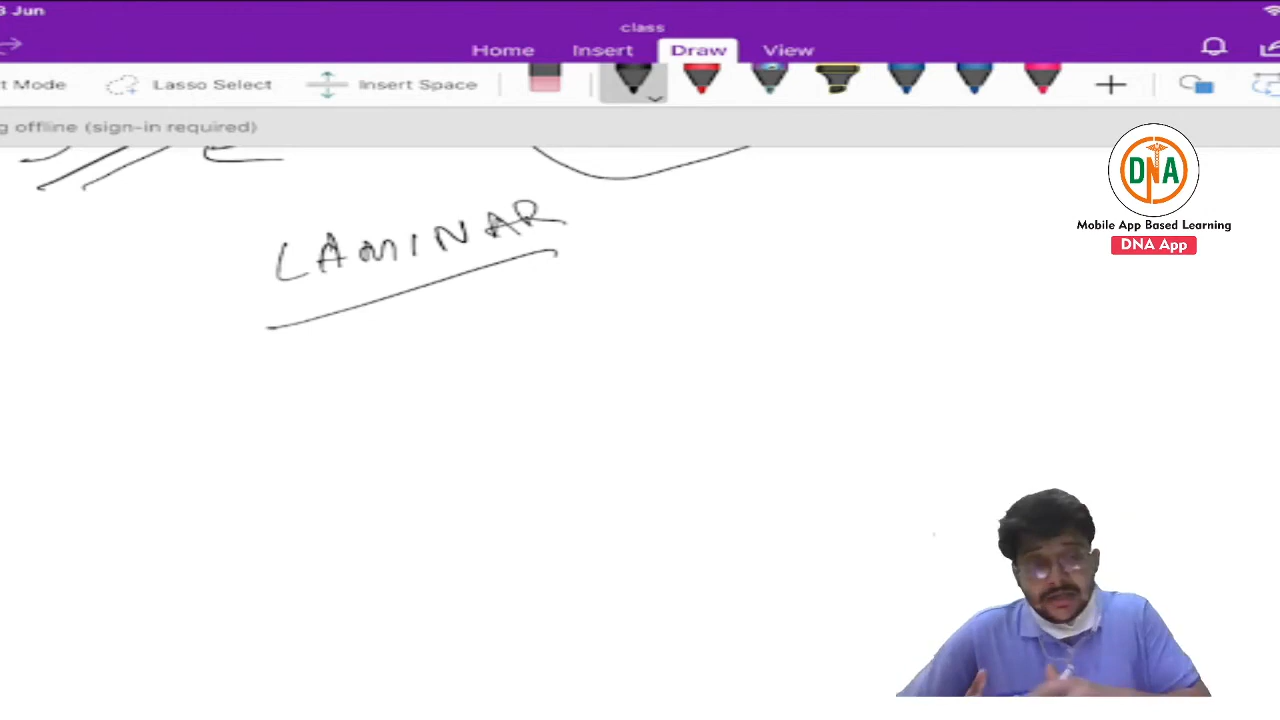 3 Jun
class
Home Insert Draw View
t Mode Lasso Select Insert Space
g offline (sign-in required)
DNA
Mobile App Based Learning
DNA App
LAMINAR